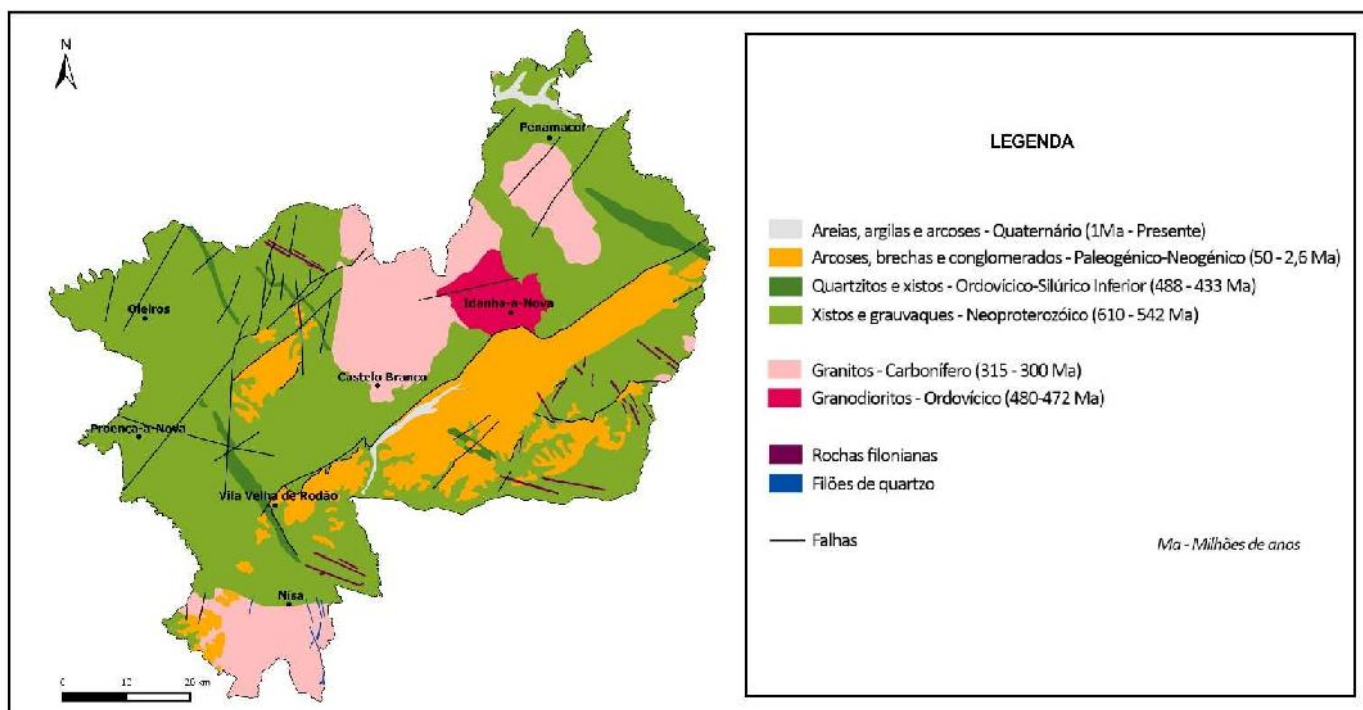 N
Penamacor
Oleiros
Idanha-a-Nova
Castelo Branco
Proença-a-Nova
Vila Velha de Rodão
Nisa
0 10 20 km
LEGENDA
Areias, argilas e arcoses - Quaternário (1Ma - Presente)
Arcoses, brechas e conglomerados - Paleogénico-Neogénico (50 - 2,6 Ma)
Quartzitos e xistos - Ordovícico-Silúrico Inferior (488 - 433 Ma)
Xistos e grauvaques - Neoproterozóico (610 - 542 Ma)
Granitos - Carbonífero (315 - 300 Ma)
Granodioritos - Ordovícico (480-472 Ma)
Rochas filonianas
Filões de quartzo
Falhas
Ma - Milhões de anos